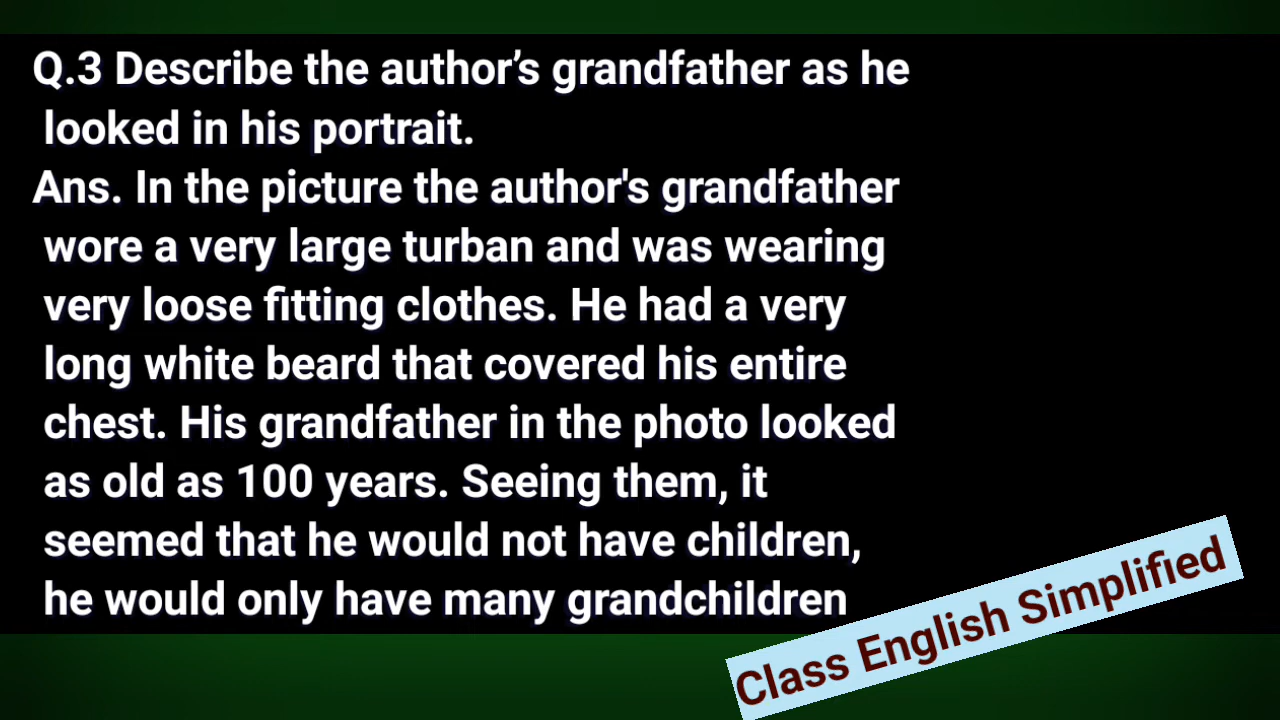 Q.3 Describe the author’s grandfather as he
looked in his portrait.
Ans. In the picture the author's grandfather
wore a very large turban and was wearing
very loose fitting clothes. He had a very
long white beard that covered his entire
chest. His grandfather in the photo looked
as old as 100 years. Seeing them, it
seemed that he would not have children,
he would only have many grandchildren
Class English Simplified